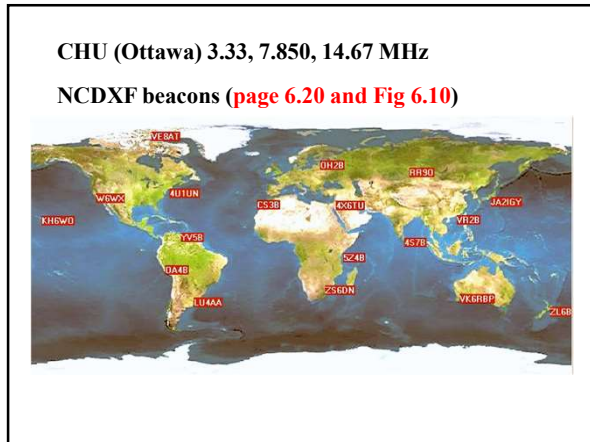 CHU (Ottawa) 3.33, 7.850, 14.67 MHz
NCDXF beacons (page 6.20 and Fig 6.10)
VE8AT
OH2B
RR9O
W6WX
4U1UN
CS3B
4X6TU
JA2IGY
KH6WO
VR2B
YV5B
4S7B
5Z4B
OA4B
ZS6DN
LU4AA
VK6RBP
ZL6B